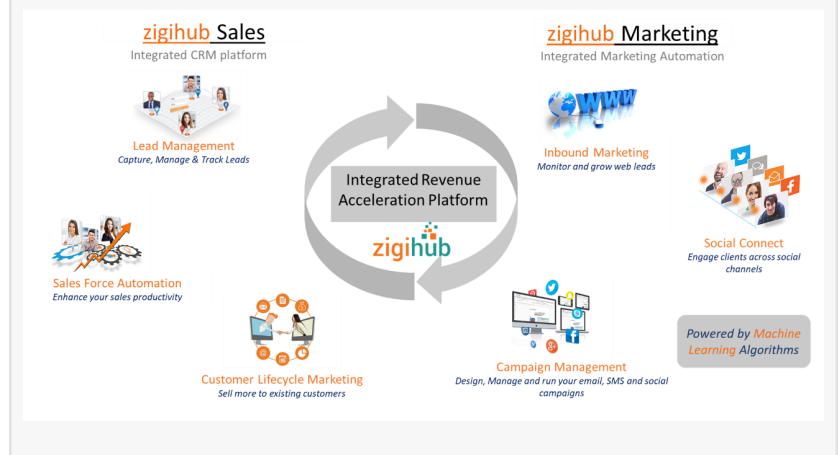 zigihub Sales
Integrated CRM platform
Lead Management
Capture, Manage & Track Leads
Sales Force Automation
Enhance your sales productivity
Customer Lifecycle Marketing
Sell more to existing customers
Integrated Revenue
Acceleration Platform
zigihub
zigihub Marketing
Integrated Marketing Automation
WWW
Inbound Marketing
Monitor and grow web leads
Social Connect
Engage clients across social
channels
Campaign Management
Design, Manage and run your email, SMS and social
campaigns
Powered by Machine
Learning Algorithms